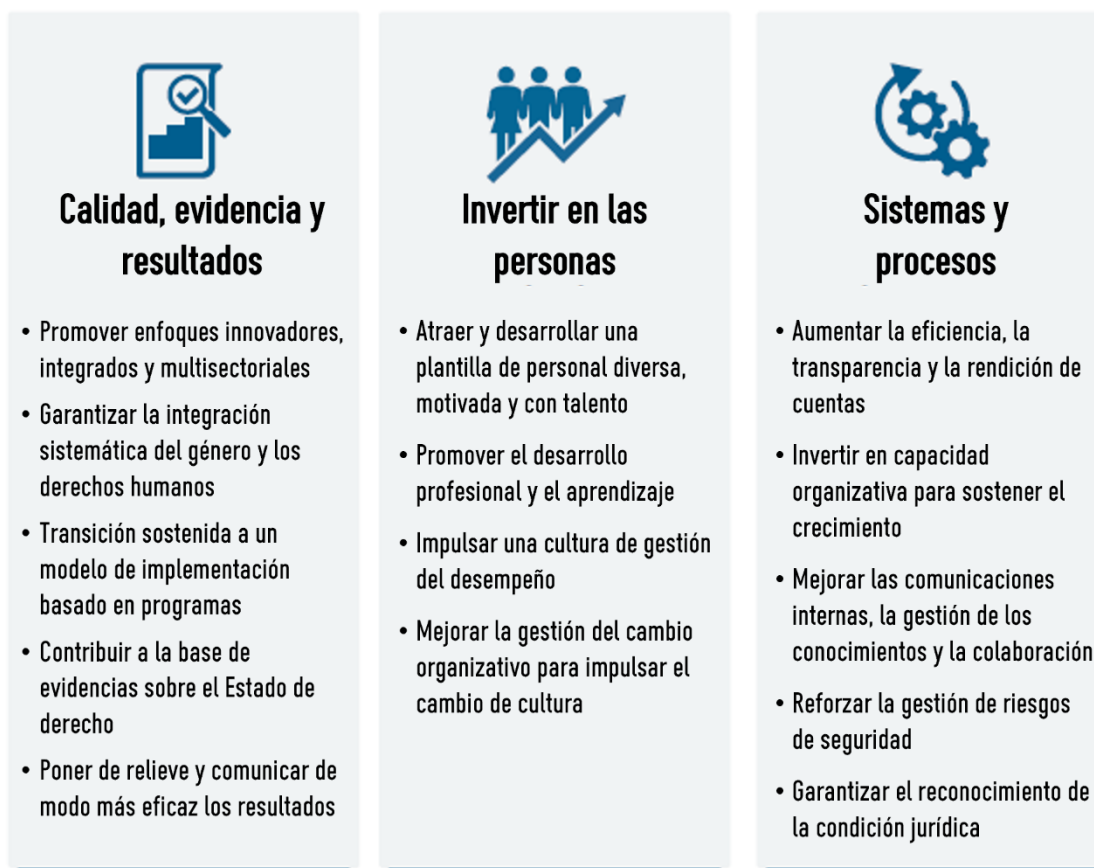 Calidad, evidencia y
resultados
• Promover enfoques innovadores,
integrados y multisectoriales
• Garantizar la integración
sistemática del género y los
derechos humanos
• Transición sostenida a un
modelo de implementación
basado en programas
• Contribuir a la base de
evidencias sobre el Estado de
derecho
• Poner de relieve y comunicar de
modo más eficaz los resultados
Invertir en las
personas
• Atraer y desarrollar una
plantilla de personal diversa,
motivada y con talento
• Promover el desarrollo
profesional y el aprendizaje
• Impulsar una cultura de gestión
del desempeño
• Mejorar la gestión del cambio
organizativo para impulsar el
cambio de cultura
Sistemas y
procesos
• Aumentar la eficiencia, la
transparencia y la rendición de
cuentas
• Invertir en capacidad
organizativa para sostener el
crecimiento
• Mejorar las comunicaciones
internas, la gestión de los
conocimientos y la colaboración
• Reforzar la gestión de riesgos
de seguridad
• Garantizar el reconocimiento de
la condición jurídica